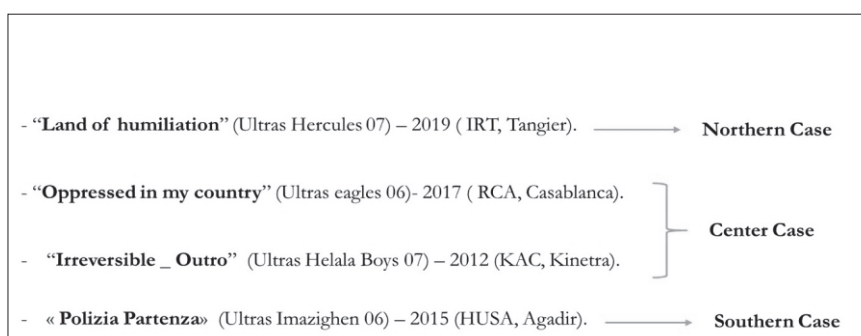 - “Land of humiliation” (Ultras Hercules 07) – 2019 ( IRT, Tangier).
Northern Case
- “Oppressed in my country” (Ultras eagles 06)- 2017 ( RCA, Casablanca).
Center Case
- “Irreversible _ Outro” (Ultras Helala Boys 07) – 2012 (KAC, Kinetra).
- « Polizia Partenza» (Ultras Imazighen 06) – 2015 (HUSA, Agadir).
Southern Case